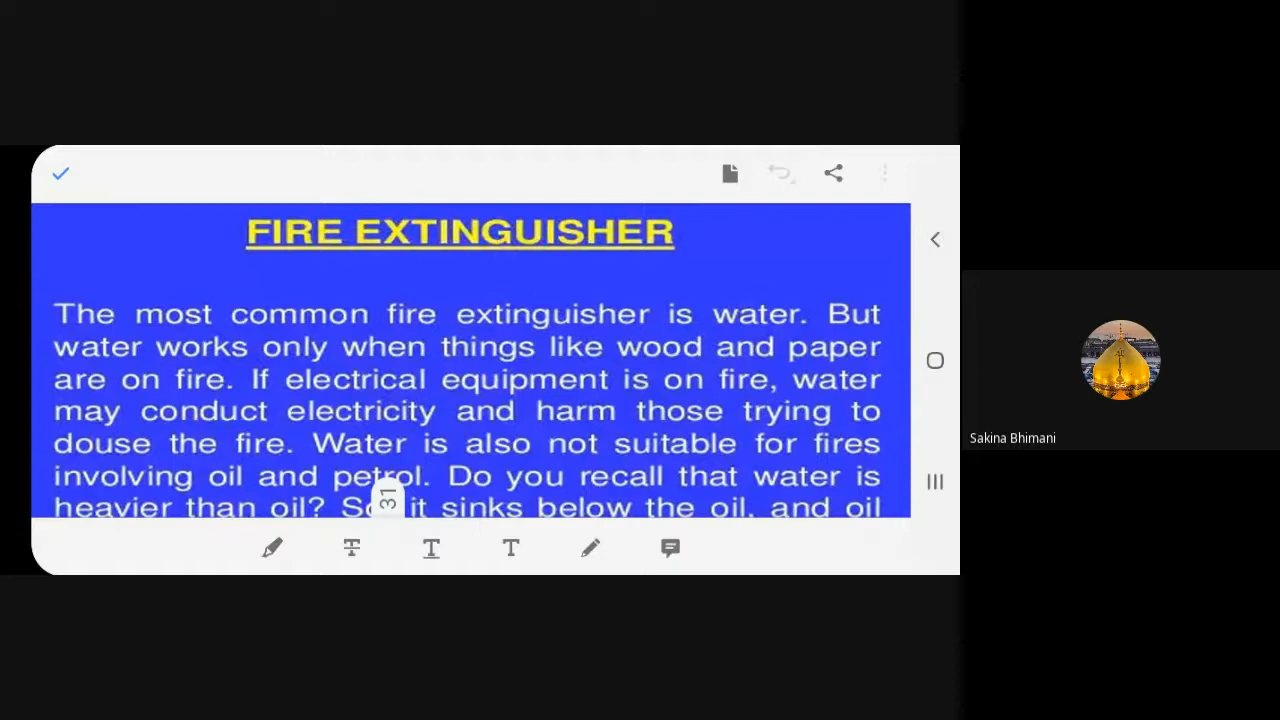 FIRE EXTINGUISHER
The most common fire extinguisher is water. But
water works only when things like wood and paper
are on fire. If electrical equipment is on fire, water
may conduct electricity and harm those trying to
douse the fire. Water is also not suitable for fires
involving oil and petrol. Do you recall that water is
heavier than oil? So it sinks below the oil, and oil
31
Sakina Bhimani